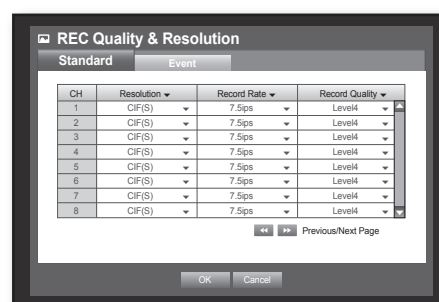 REC Quality & Resolution
Standard Event
CH Resolution Record Rate Record Quality
1 CIF(S) 7.5ips Level4
2 CIF(S) 7.5ips Level4
3 CIF(S) 7.5ips Level4
4 CIF(S) 7.5ips Level4
5 CIF(S) 7.5ips Level4
6 CIF(S) 7.5ips Level4
7 CIF(S) 7.5ips Level4
8 CIF(S) 7.5ips Level4
Previous/Next Page
OK Cancel